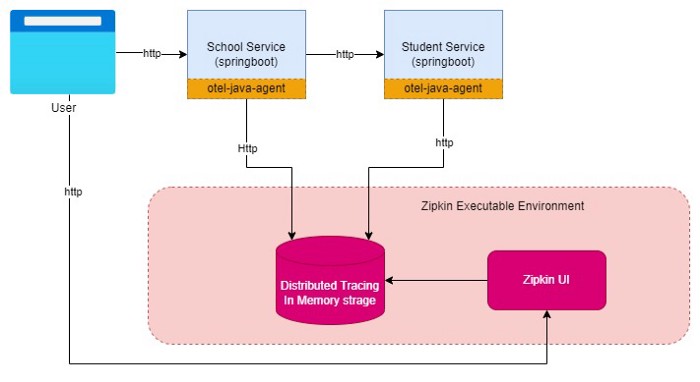 http
School Service
(springboot)
http
Student Service
(springboot)
otel-java-agent
otel-java-agent
User
Http
http
http
Zipkin Executable Environment
Distributed Tracing
In Memory strage
Zipkin UI